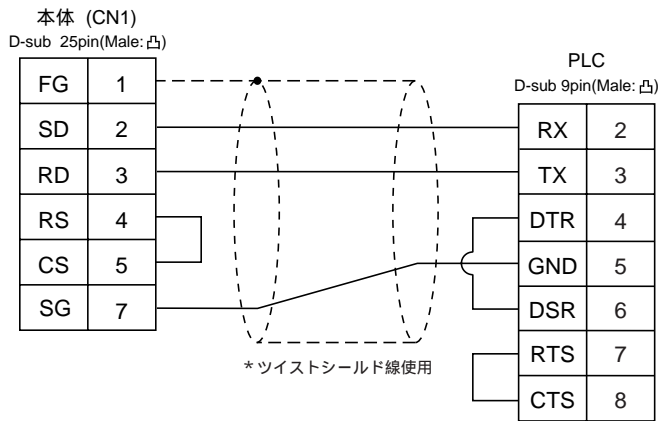 本体 (CN1)
D-sub 25pin(Male: 凸)
FG 1
SD 2
RD 3
RS 4
CS 5
SG 7
PLC
D-sub 9pin(Male: 凸)
RX 2
TX 3
DTR 4
GND 5
DSR 6
RTS 7
CTS 8
*ツイストシールド線使用